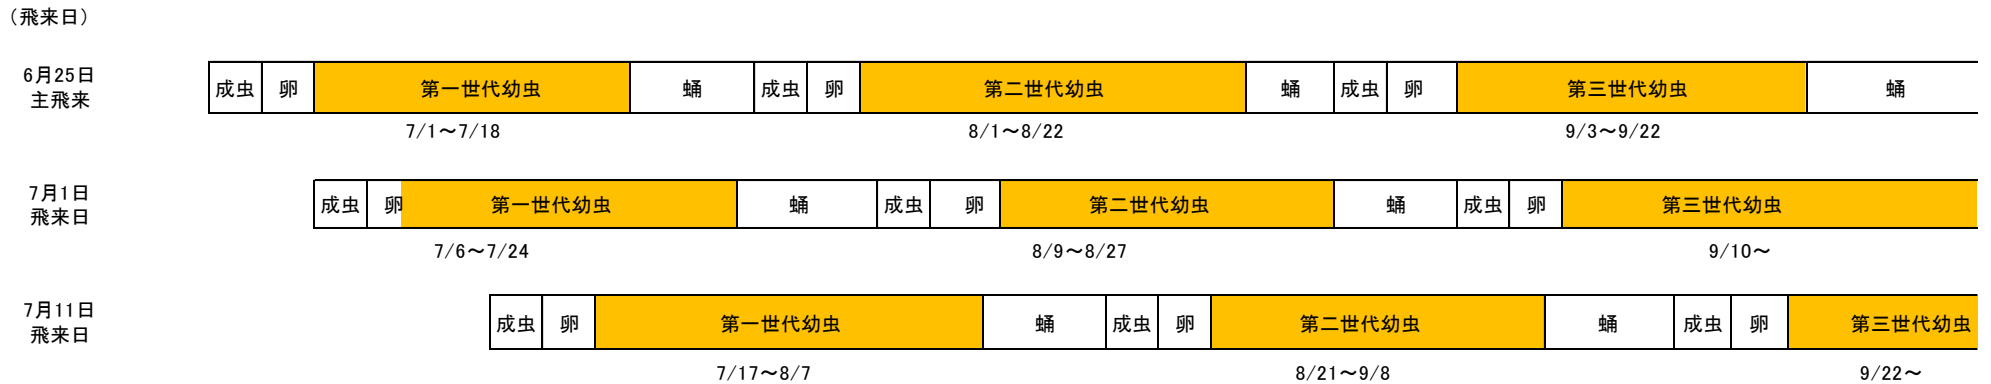 （飛来日）
6月25日
主飛来
成虫 卵 第一世代幼虫 蛹 成虫 卵 第二世代幼虫 蛹 成虫 卵 第三世代幼虫 蛹
7/1～7/18 8/1～8/22 9/3～9/22
7月1日
飛来日
成虫 卵 第一世代幼虫 蛹 成虫 卵 第二世代幼虫 蛹 成虫 卵 第三世代幼虫
7/6～7/24 8/9～8/27 9/10～
7月11日
飛来日
成虫 卵 第一世代幼虫 蛹 成虫 卵 第二世代幼虫 蛹 成虫 卵 第三世代幼虫
7/17～8/7 8/21～9/8 9/22～